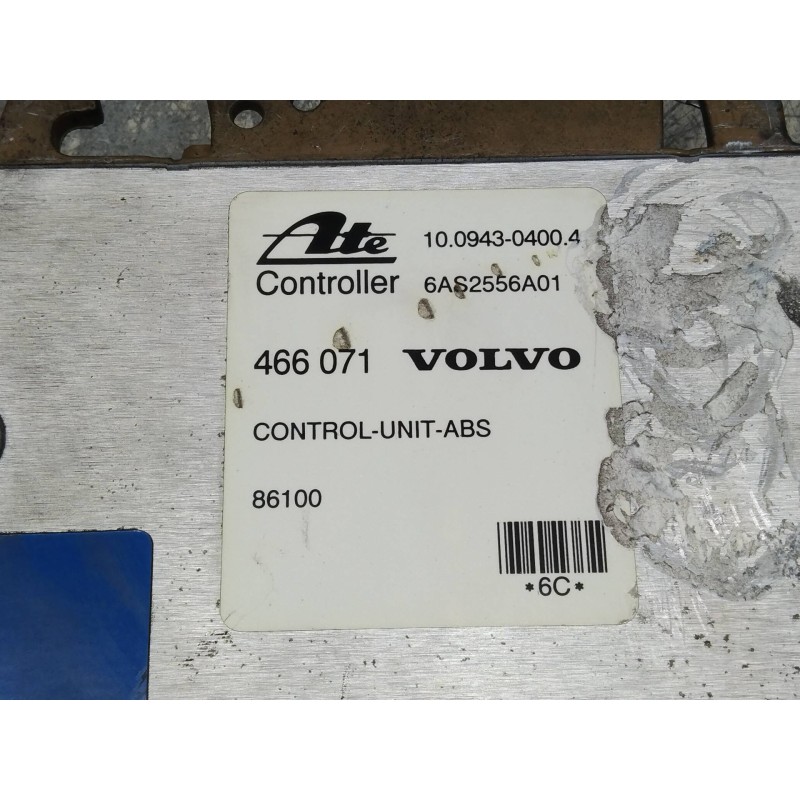 Ate 10.0943-0400.4
Controller 6AS2556A01
466 071 VOLVO
CONTROL-UNIT-ABS
86100
*6C*